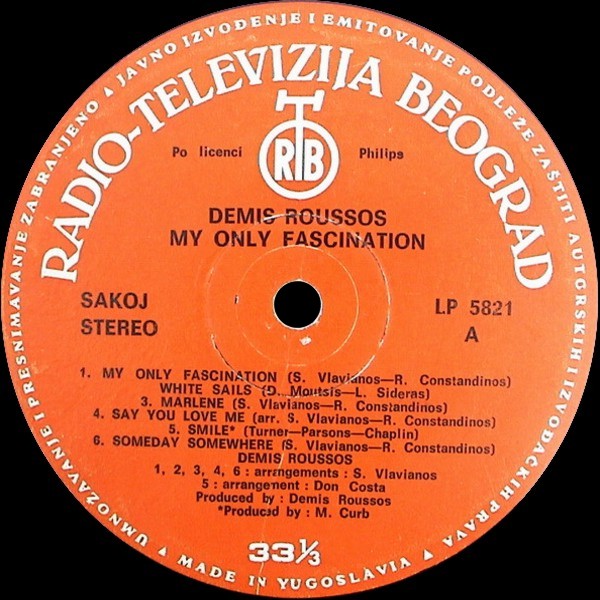 UMNOŽAVANJE I PRESNIMAVANJE ZABRANJENO ▲ JAVNO IZVOĐENJE I EMITOVANJE PODLEŽE ZAŠTITI AUTGRSKIH I IZVOĐAČKIH PRAVA ▲
RADIO-TELEVIZIJA BEOGRAD
Po licenci Philips
RTB
DEMIS ROUSSOS
MY ONLY FASCINATION
SAKOJ LP 5821
STEREO A
1. MY ONLY FASCINATION (S. Vlavianos—R. Constandinos)
WHITE SAILS (D. Moutsis—L. Sideras)
3. MARLENE (S. Vlavianos—R. Constandinos)
4. SAY YOU LOVE ME (arr. S. Vlavianos—R. Constandinos)
5. SMILE* (Turner—Parsons—Chaplin)
6. SOMEDAY SOMEWHERE (S. Vlavianos—R. Constandinos)
DEMIS ROUSSOS
1, 2, 3, 4, 6 : arrangements : S. Vlavianos
5 : arrangement : Don Costa
Produced by : Demis Roussos
*Produced by : M. Curb
33 1/3
▲ MADE IN YUGOSLAVIA ▲